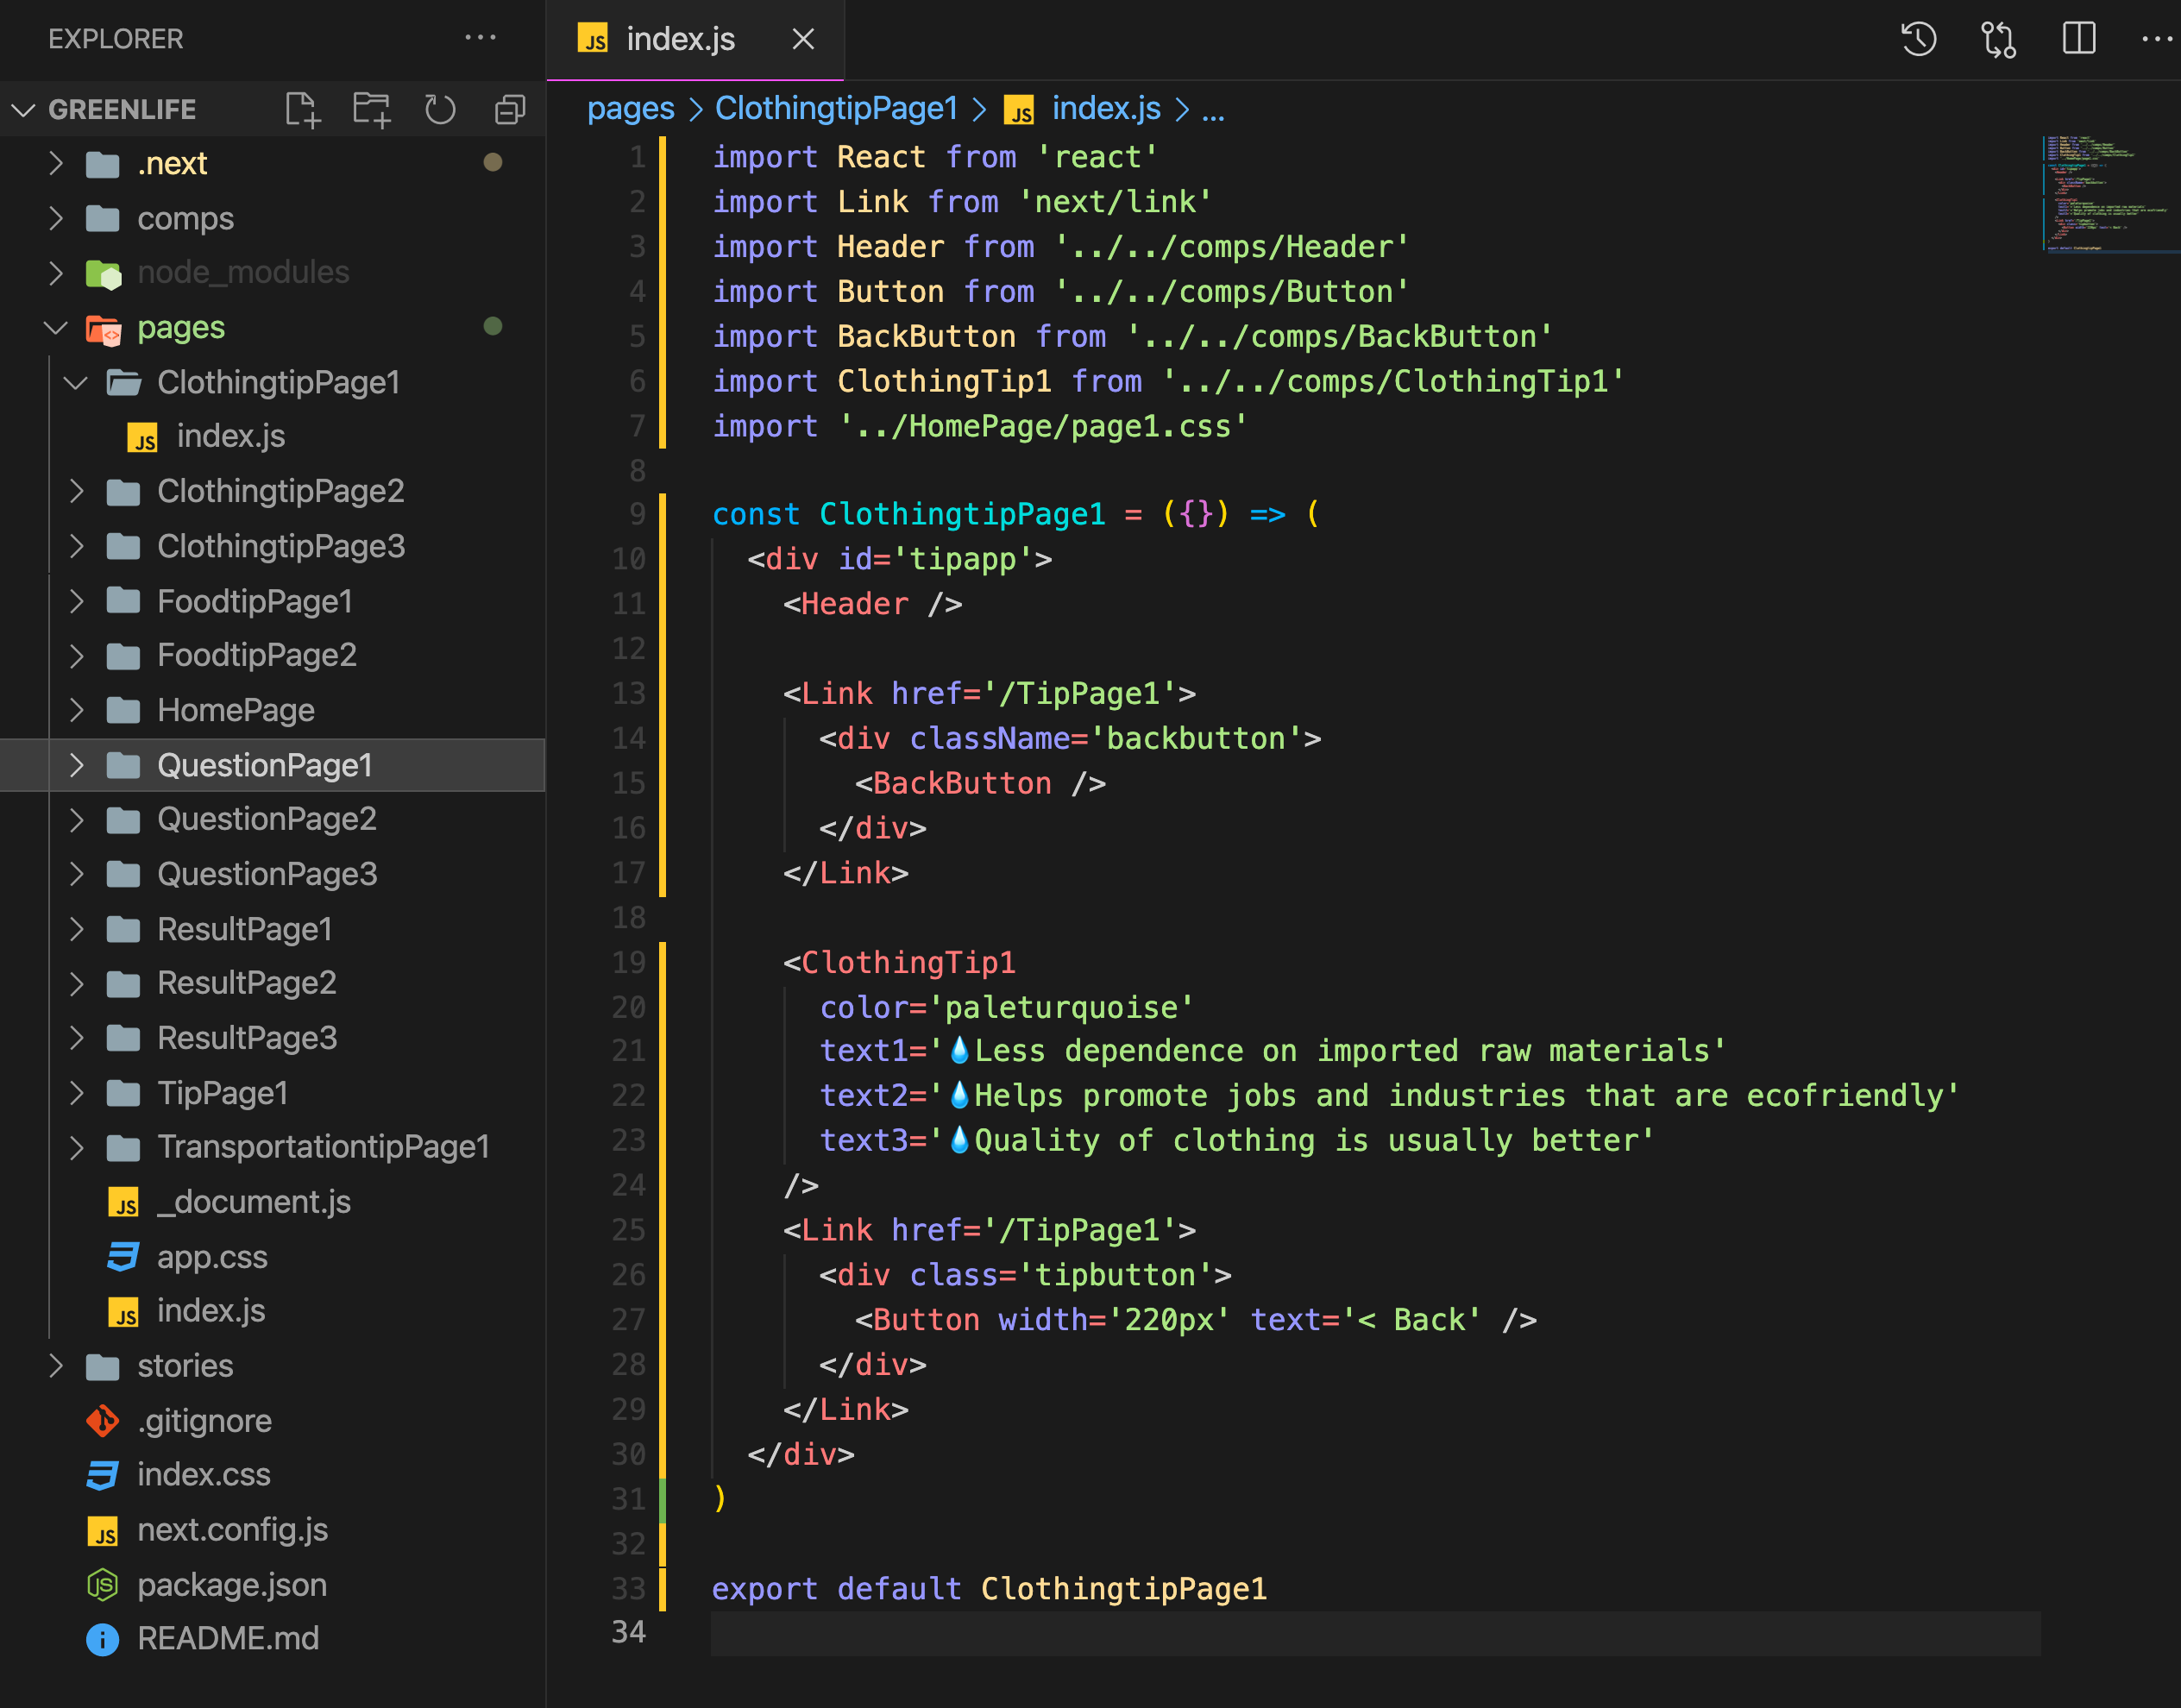 EXPLORER
GREENLIFE
.next
comps
node_modules
pages
ClothingtipPage1
JS index.js
ClothingtipPage2
ClothingtipPage3
FoodtipPage1
FoodtipPage2
HomePage
QuestionPage1
QuestionPage2
QuestionPage3
ResultPage1
ResultPage2
ResultPage3
TipPage1
TransportationtipPage1
JS _document.js
app.css
JS index.js
stories
.gitignore
index.css
JS next.config.js
JS package.json
i README.md
JS index.js
pages > ClothingtipPage1 > JS index.js > ...
1 import React from 'react'
2 import Link from 'next/link'
3 import Header from '../../comps/Header'
4 import Button from '../../comps/Button'
5 import BackButton from '../../comps/BackButton'
6 import ClothingTip1 from '../../comps/ClothingTip1'
7 import '../HomePage/page1.css'
8
9 const ClothingtipPage1 = ({}) => (
10 <div id='tipapp'>
11 <Header />
12
13 <Link href='/TipPage1'>
14 <div className='backbutton'>
15 <BackButton />
16 </div>
17 </Link>
18
19 <ClothingTip1
20 color='paleturquoise'
21 text1='💧Less dependence on imported raw materials'
22 text2='💧Helps promote jobs and industries that are ecofriendly'
23 text3='💧Quality of clothing is usually better'
24 />
25 <Link href='/TipPage1'>
26 <div class='tipbutton'>
27 <Button width='220px' text='< Back' />
28 </div>
29 </Link>
30 </div>
31 )
32
33 export default ClothingtipPage1
34